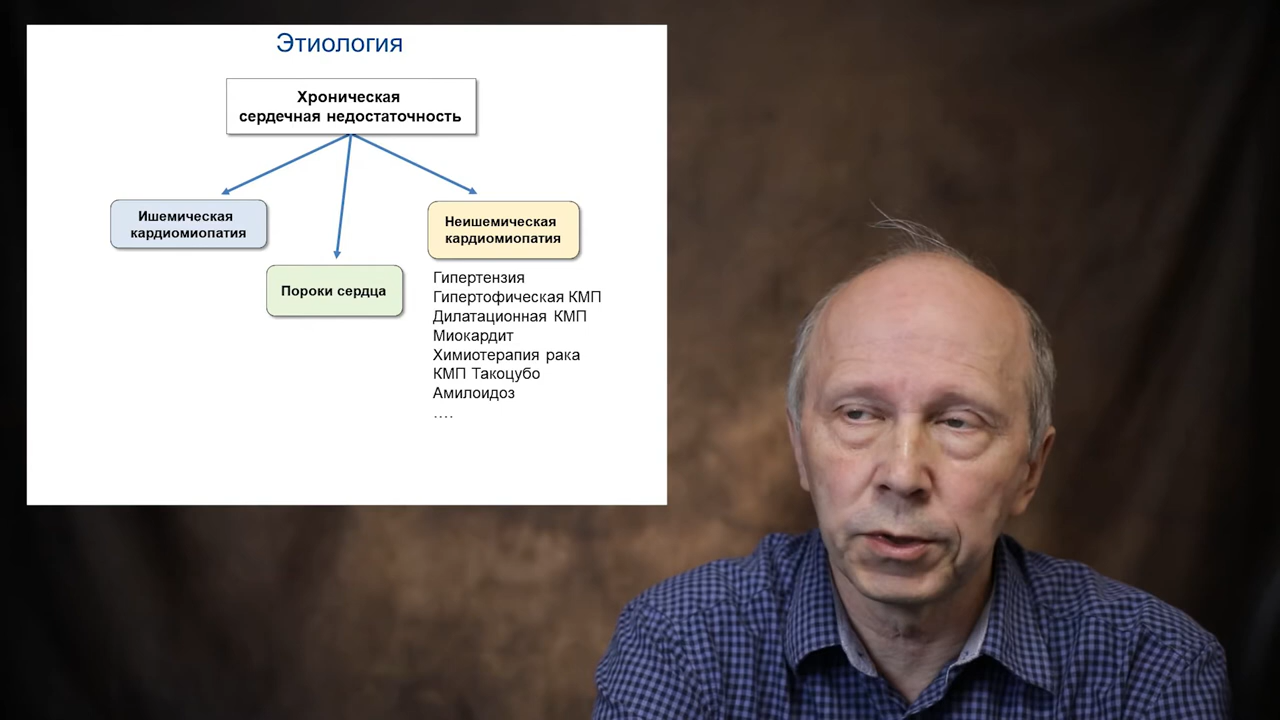 Этиология
Хроническая
сердечная недостаточность
Ишемическая
кардиомиопатия
Пороки сердца
Неишемическая
кардиомиопатия
Гипертензия
Гипертофическая КМП
Дилатационная КМП
Миокардит
Химиотерапия рака
КМП Такоцубо
Амилоидоз
....